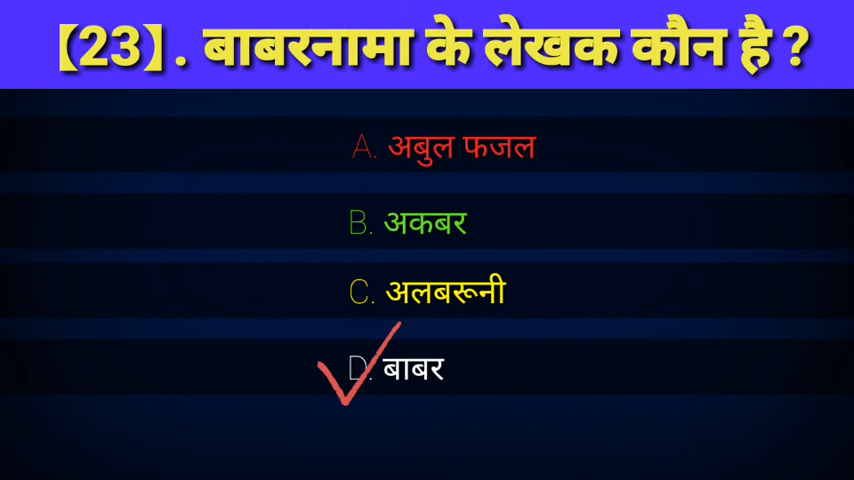 【23】. बाबरनामा के लेखक कौन है ?
A. अबुल फजल
B. अकबर
C. अलबरूनी
D. बाबर